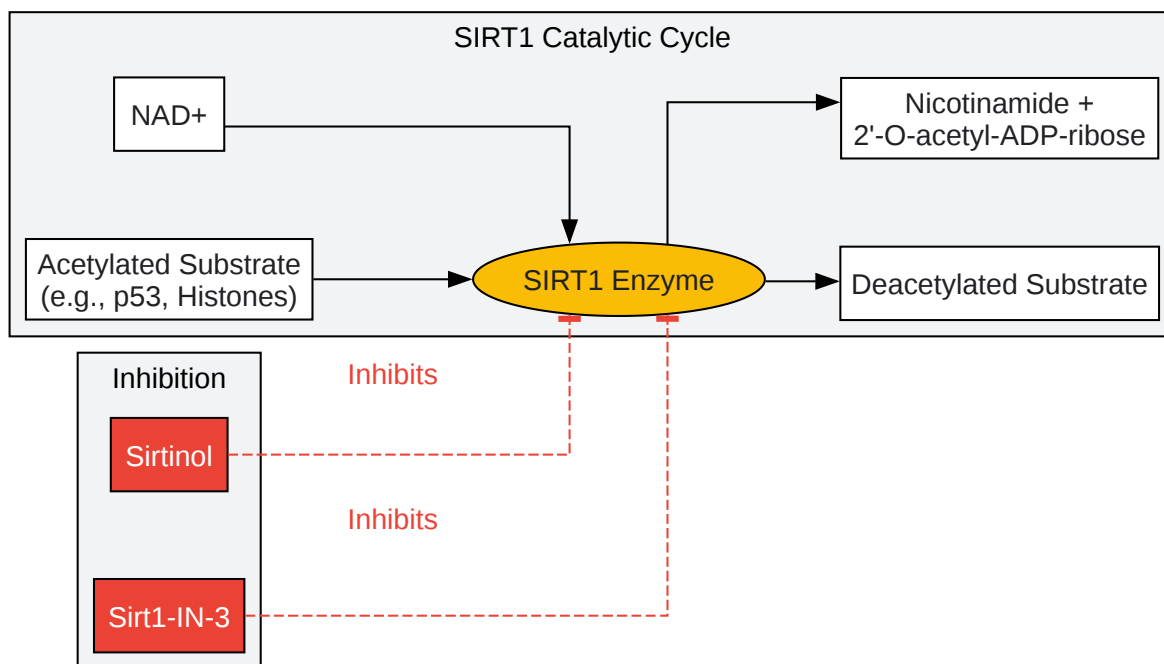 SIRT1 Catalytic Cycle
NAD+
Nicotinamide +
2'-O-acetyl-ADP-ribose
Acetylated Substrate
(e.g., p53, Histones)
SIRT1 Enzyme
Deacetylated Substrate
Inhibition
Inhibits
Sirtinol
Inhibits
Sirt1-IN-3